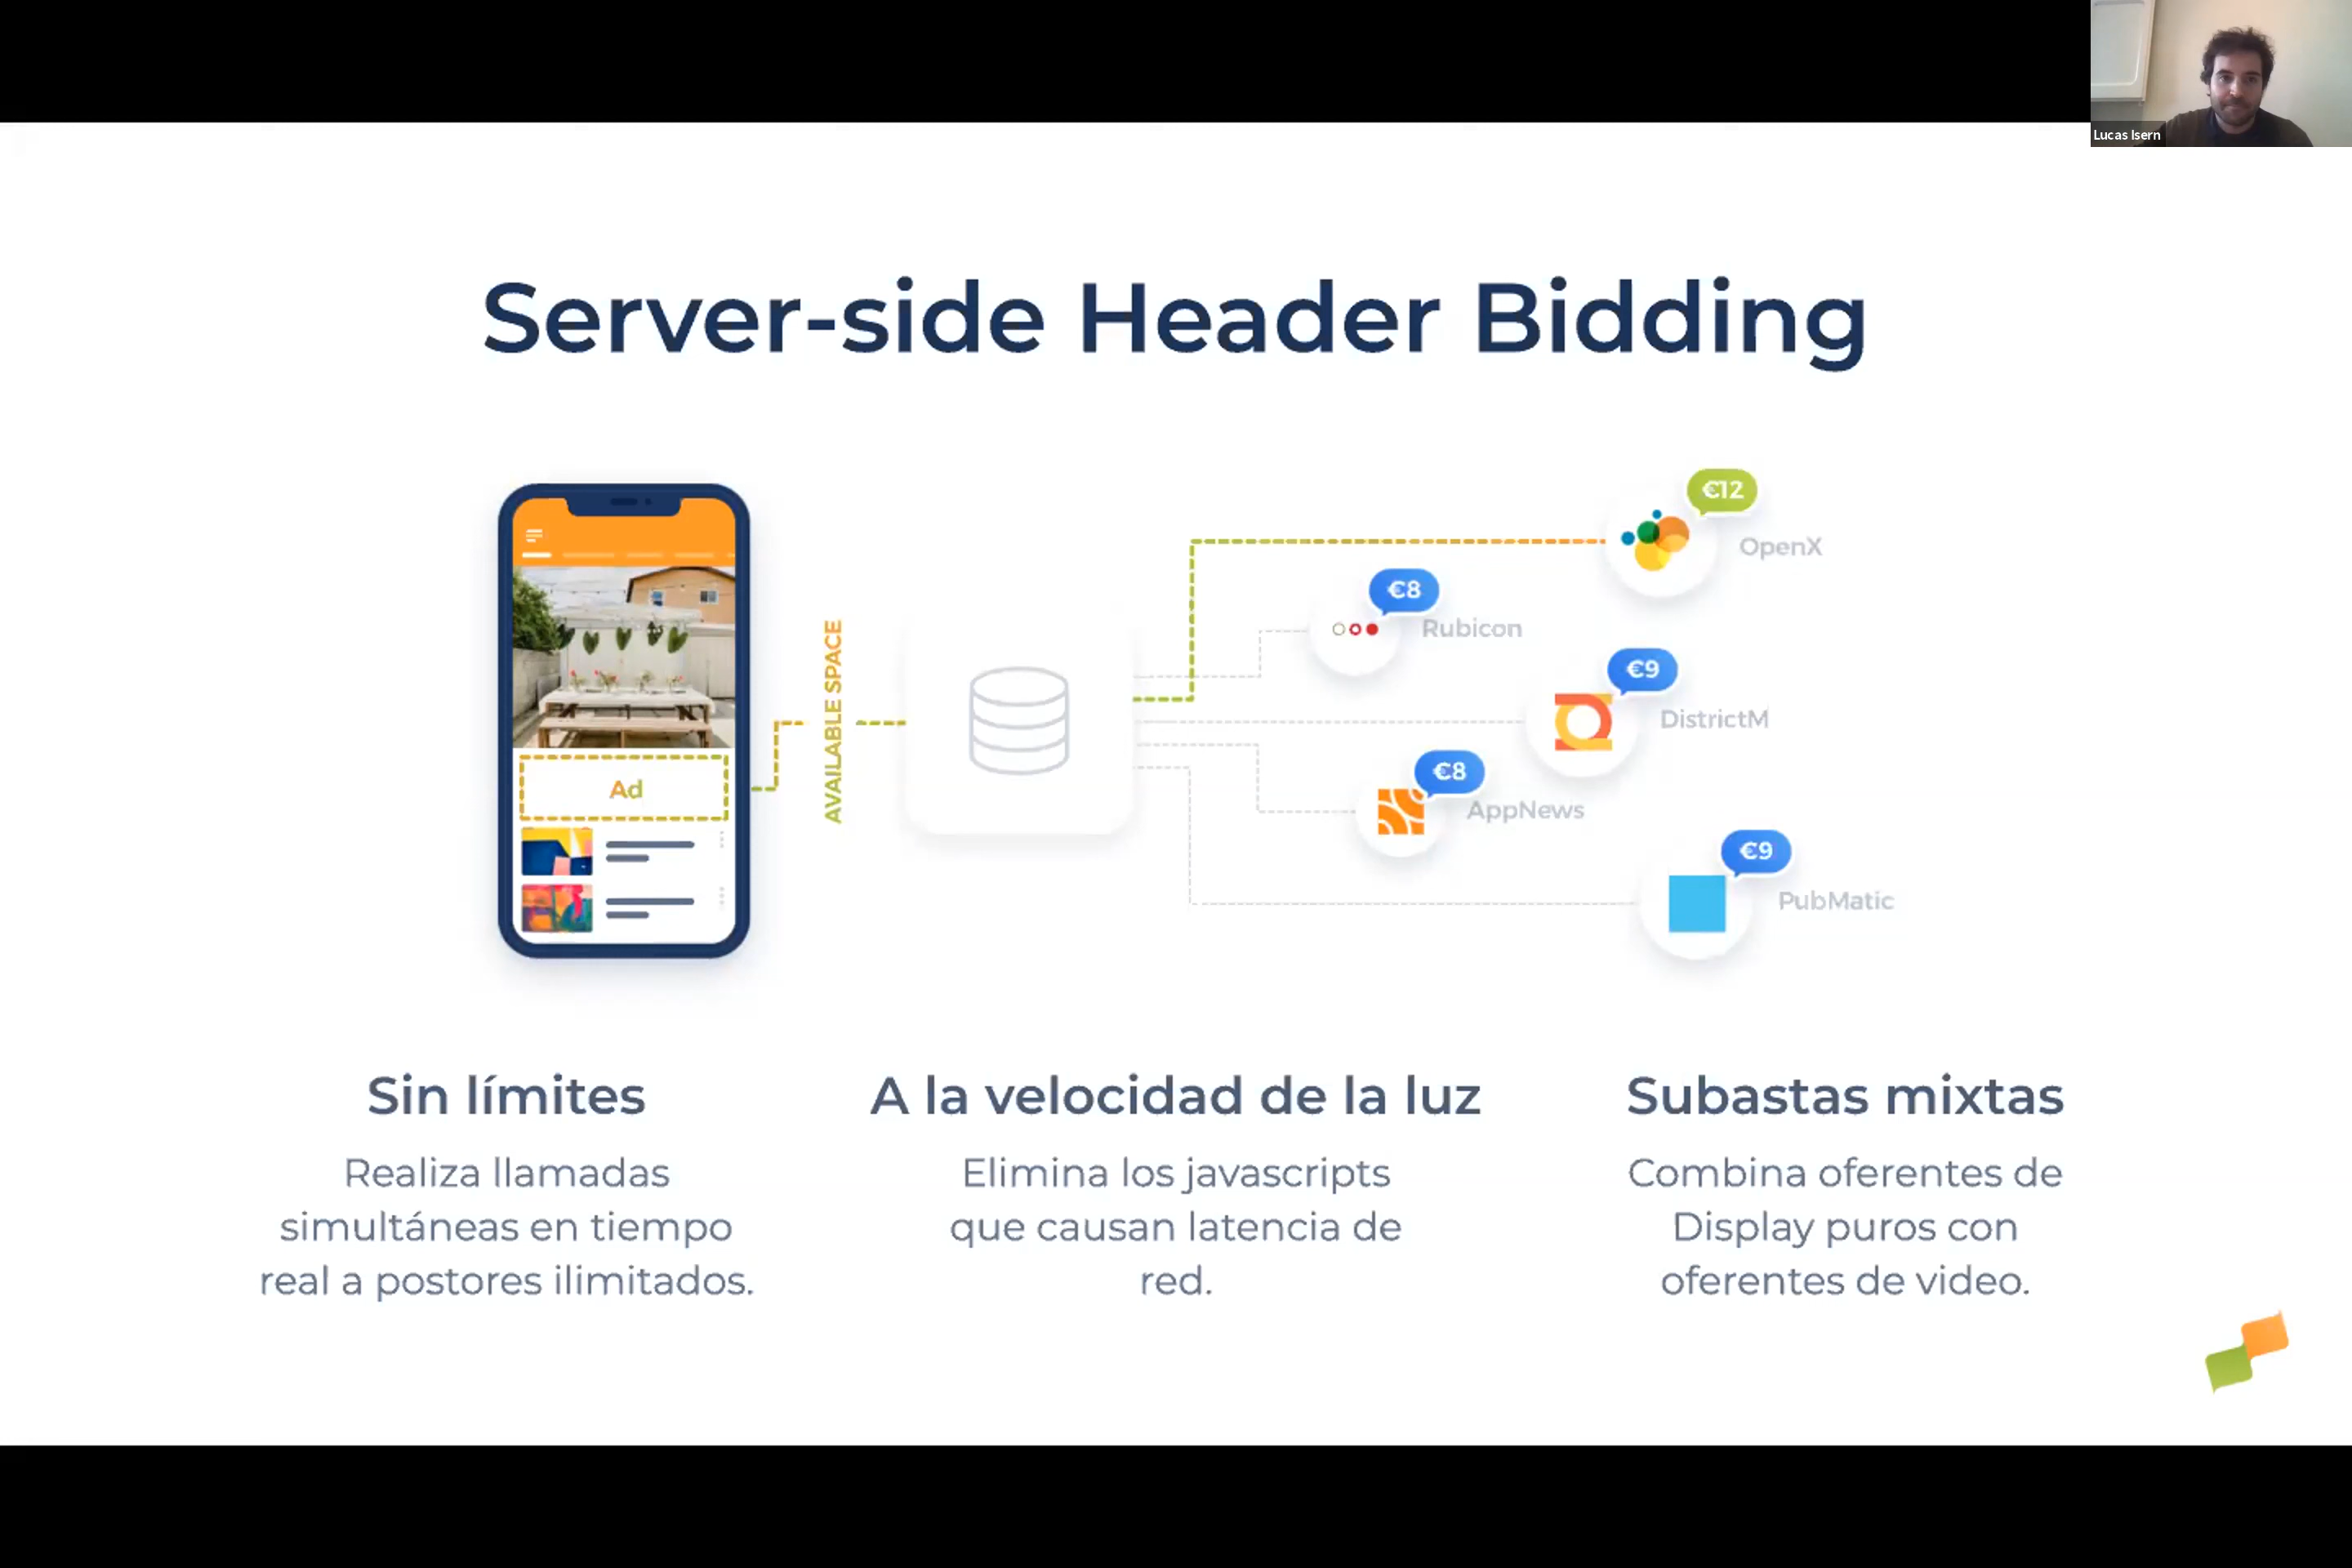 Lucas Isern
Server-side Header Bidding
€12
OpenX
€8
Rubicon
€9
DistrictM
AVAILABLE SPACE
€8
AppNews
Ad
€9
PubMatic
Sin límites
Realiza llamadas
simultáneas en tiempo
real a postores ilimitados.
A la velocidad de la luz
Elimina los javascripts
que causan latencia de
red.
Subastas mixtas
Combina oferentes de
Display puros con
oferentes de video.